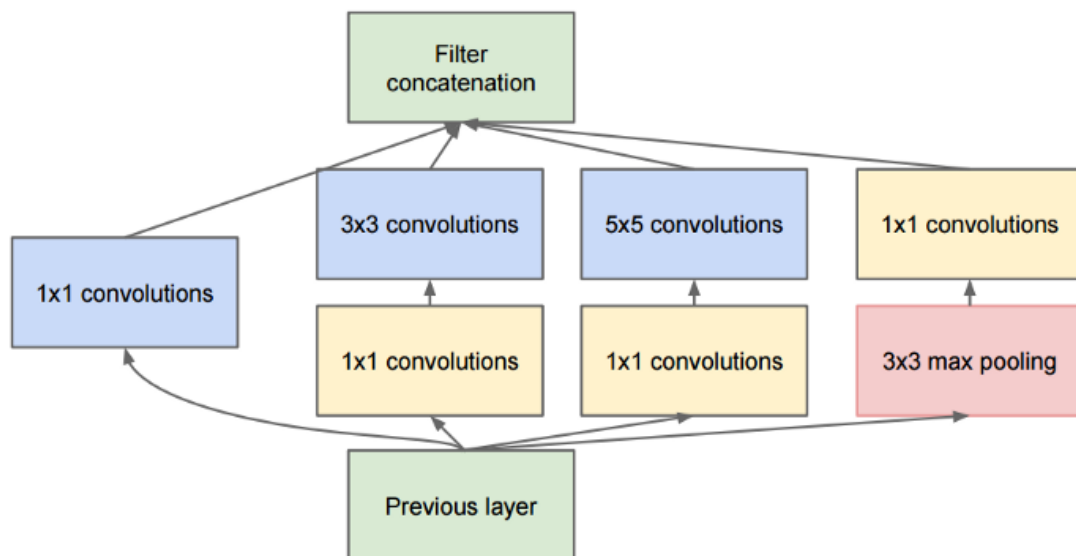 Filter
concatenation
3x3 convolutions
5x5 convolutions
1x1 convolutions
1x1 convolutions
1x1 convolutions
1x1 convolutions
3x3 max pooling
Previous layer